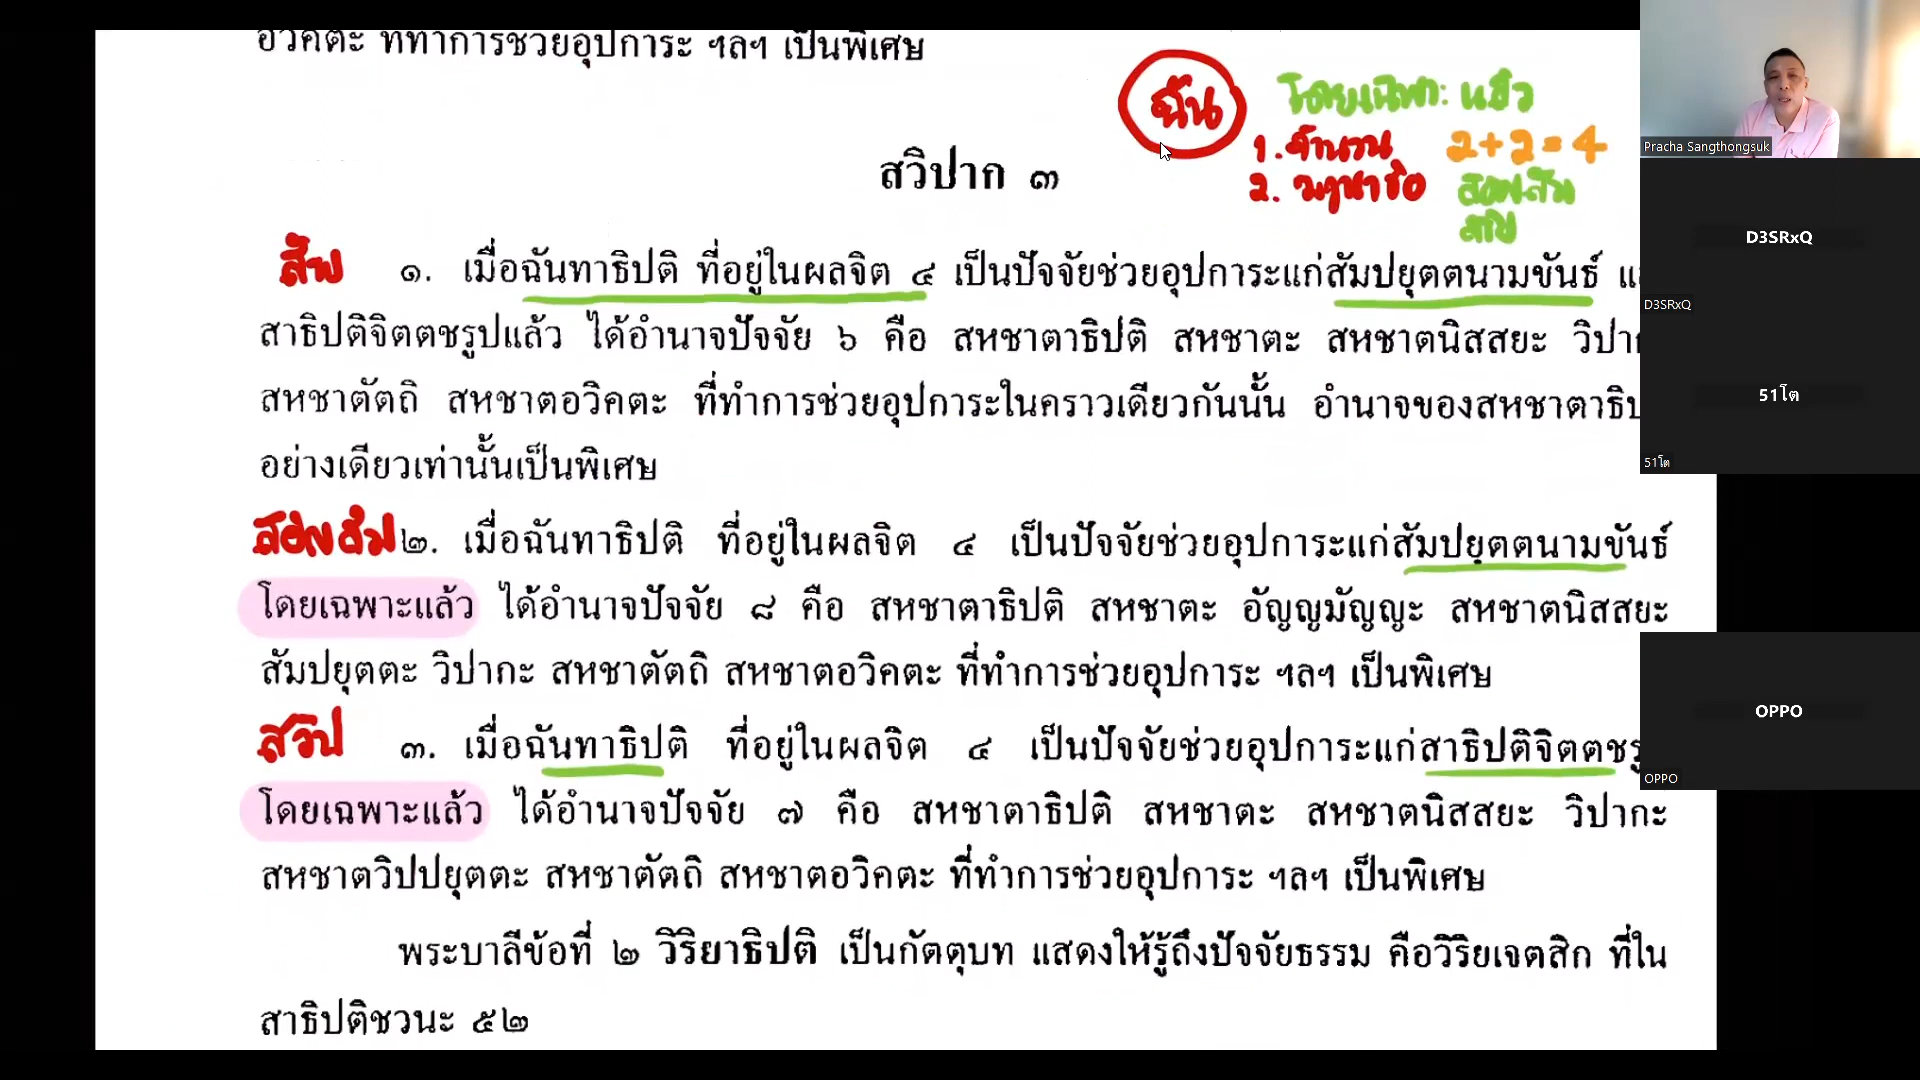 อวิคตะ ที่ทำการช่วยอุปการะ ฯลฯ เป็นพิเศษ
ฉัน
โดยเฉพาะ แล้ว
1. จำนวน 2+2=4
2.
สวิปาก ๓
๑. เมื่อฉันทาธิปติ ที่อยู่ในผลจิต ๔ เป็นปัจจัยช่วยอุปการะแก่สัมปยุตตนามขันธ์
สาธิปติจิตตชรูปแล้ว ได้อำนาจปัจจัย ๖ คือ สหชาตาธิปติ สหชาตะ สหชาตนิสสยะ
สหชาตัตถิ สหชาตอวิคตะ ที่ทำการช่วยอุปการะในคราวเดียวกันนั้น อำนาจของ
อย่างเดียวเท่านั้นเป็นพิเศษ
๒. เมื่อฉันทาธิปติ ที่อยู่ในผลจิต ๔ เป็นปัจจัยช่วยอุปการะแก่สัมปยุตตนามขันธ์
โดยเฉพาะแล้ว ได้อำนาจปัจจัย ๘ คือ สหชาตาธิปติ สหชาตะ อัญญมัญญะ สหชาตนิสสยะ
สัมปยุตตะ วิปากะ สหชาตัตถิ สหชาตอวิคตะ ที่ทำการช่วยอุปการะ ฯลฯ เป็นพิเศษ
สวิป ๓. เมื่อฉันทาธิปติ ที่อยู่ในผลจิต ๔ เป็นปัจจัยช่วยอุปการะแก่
โดยเฉพาะแล้ว ได้อำนาจปัจจัย ๗ คือ สหชาตาธิปติ สหชาตะ สหชาตนิสสยะ วิปากะ
สหชาตวิปปยุตตะ สหชาตัตถิ สหชาตอวิคตะ ที่ทำการช่วยอุปการะ ฯลฯ เป็นพิเศษ
พระบาลีข้อที่ ๒ วิริยาธิปติ เป็นกัตตุบท แสดงให้รู้ถึงปัจจัยธรรม คือวิริยเจตสิก ที่ใน
สาธิปติชวนะ ๕๒
Pracha Sangthongsuk
D3SRxQ
D3SRxQ
51โต
51โต
OPPO
OPPO